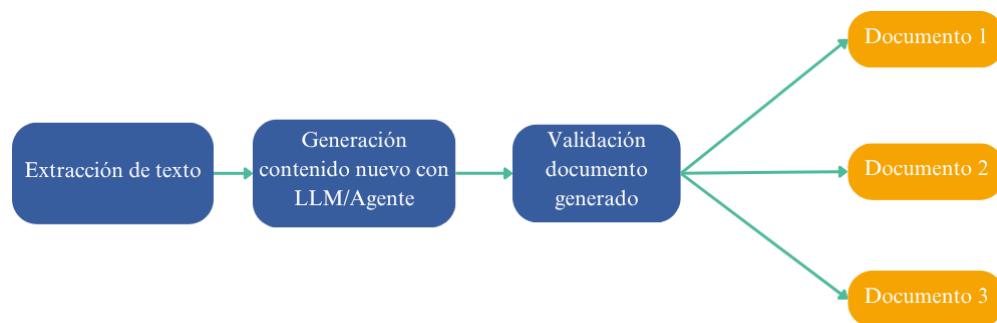 Extracción de texto
Generación
contenido nuevo con
LLM/Agente
Validación
documento
generado
Documento 1
Documento 2
Documento 3